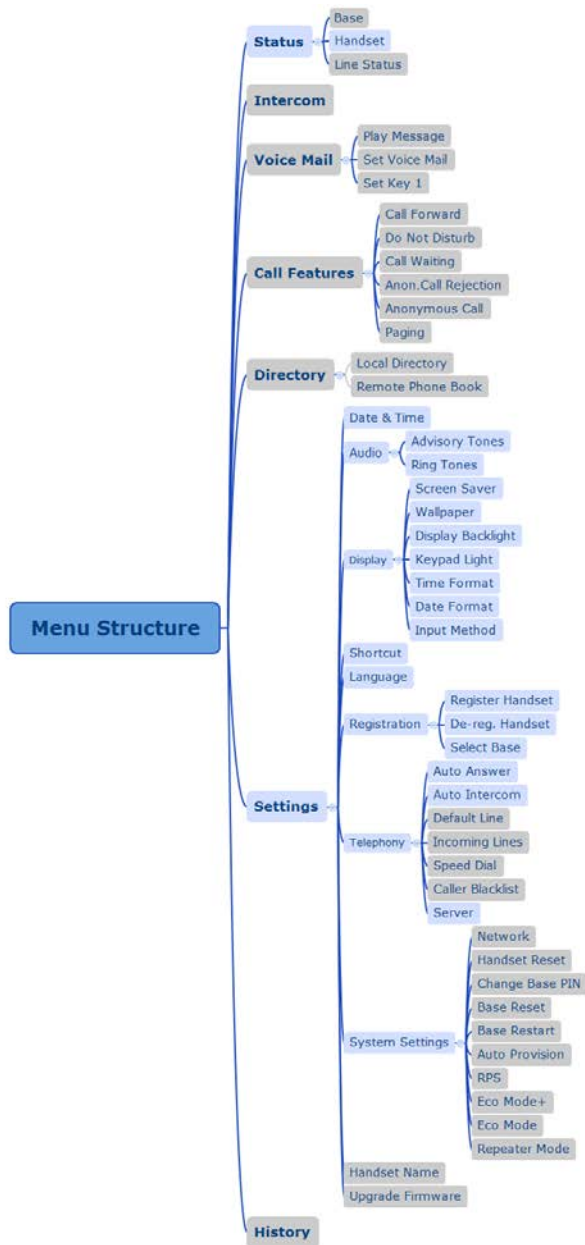 Menu Structure
Status
Base
Handset
Line Status
Intercom
Voice Mail
Play Message
Set Voice Mail
Set Key 1
Call Features
Call Forward
Do Not Disturb
Call Waiting
Anon.Call Rejection
Anonymous Call
Paging
Directory
Local Directory
Remote Phone Book
Settings
Date & Time
Audio
Advisory Tones
Ring Tones
Display
Screen Saver
Wallpaper
Display Backlight
Keypad Light
Time Format
Date Format
Input Method
Shortcut
Language
Registration
Register Handset
De-reg. Handset
Select Base
Telephony
Auto Answer
Auto Intercom
Default Line
Incoming Lines
Speed Dial
Caller Blacklist
Server
System Settings
Network
Handset Reset
Change Base PIN
Base Reset
Base Restart
Auto Provision
RPS
Eco Mode+
Eco Mode
Repeater Mode
Handset Name
Upgrade Firmware
History